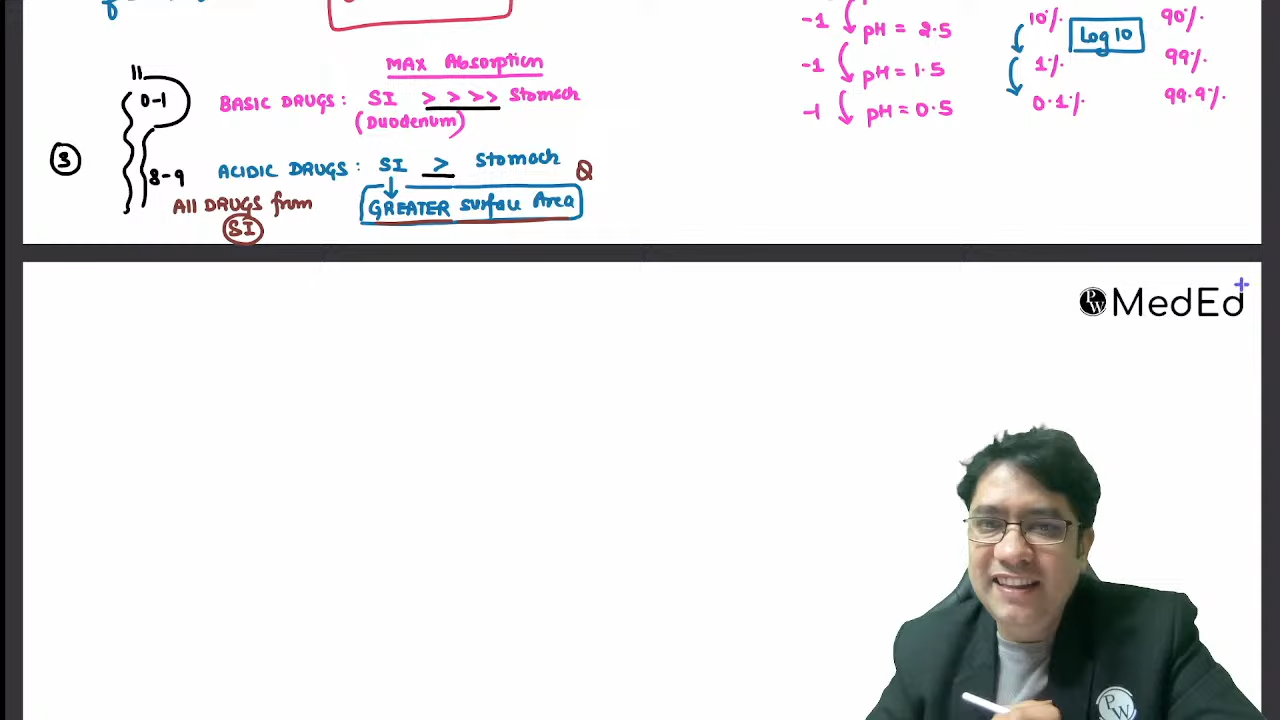 MAX Absorption
0-1
BASIC DRUGS : SI > > > > Stomach
(Duodenum)
3
8-9
ACIDIC DRUGS : SI > Stomach Q
All DRUGS from
SI
GREATER surface Area
-1 pH = 2.5
-1 pH = 1.5
-1 pH = 0.5
10% 90%
Log 10
1% 99%
0.1% 99.9%
PW MedEd+
PW